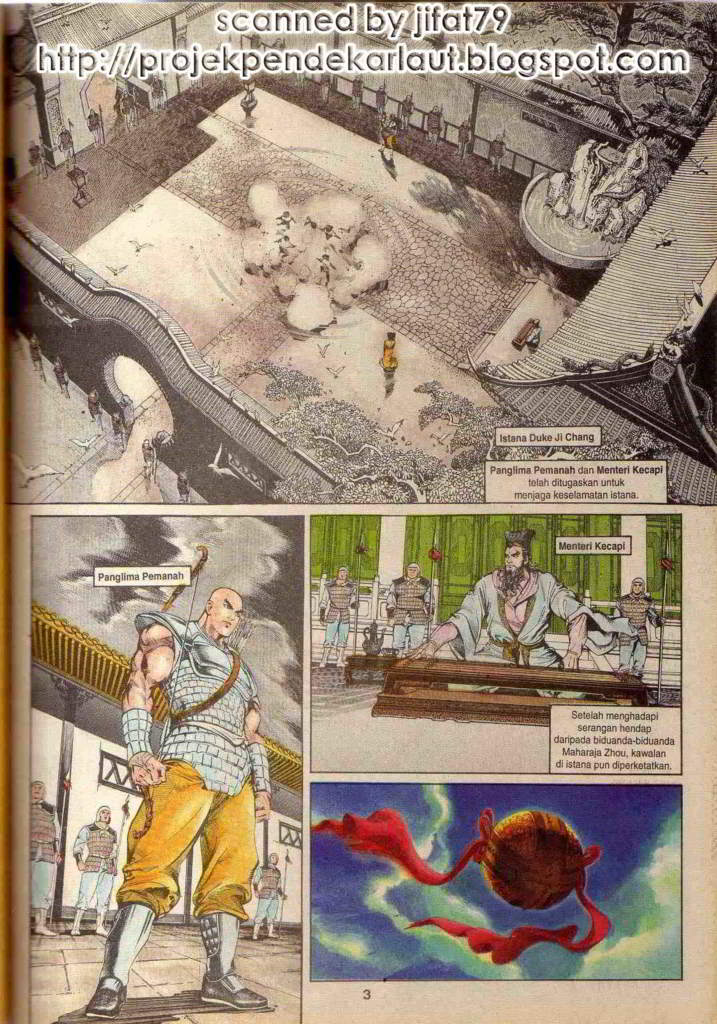 scanned by jifat79
http://projekpendekarlaut.blogspot.com
Istana Duke Ji Chang
Panglima Pemanah dan Menteri Kecapi
telah ditugaskan untuk
menjaga keselamatan istana.
Panglima Pemanah
Menteri Kecapi
Setelah menghadapi
serangan hendap
daripada biduanda-biduanda
Maharaja Zhou, kawalan
di istana pun diperketatkan.
3